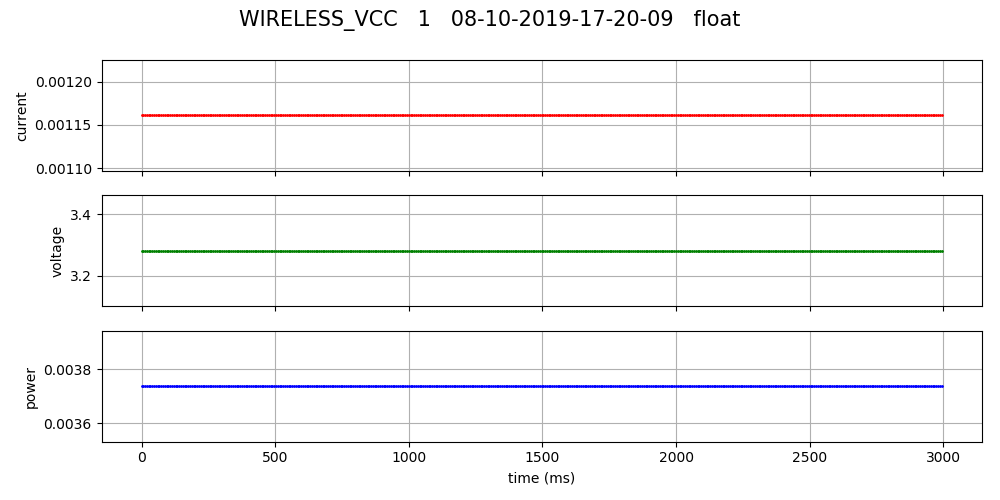 WIRELESS_VCC 1 08-10-2019-17-20-09 float
0.00120
0.00115
0.00110
current
3.4
3.2
voltage
0.0038
0.0036
power
0 500 1000 1500 2000 2500 3000
time (ms)